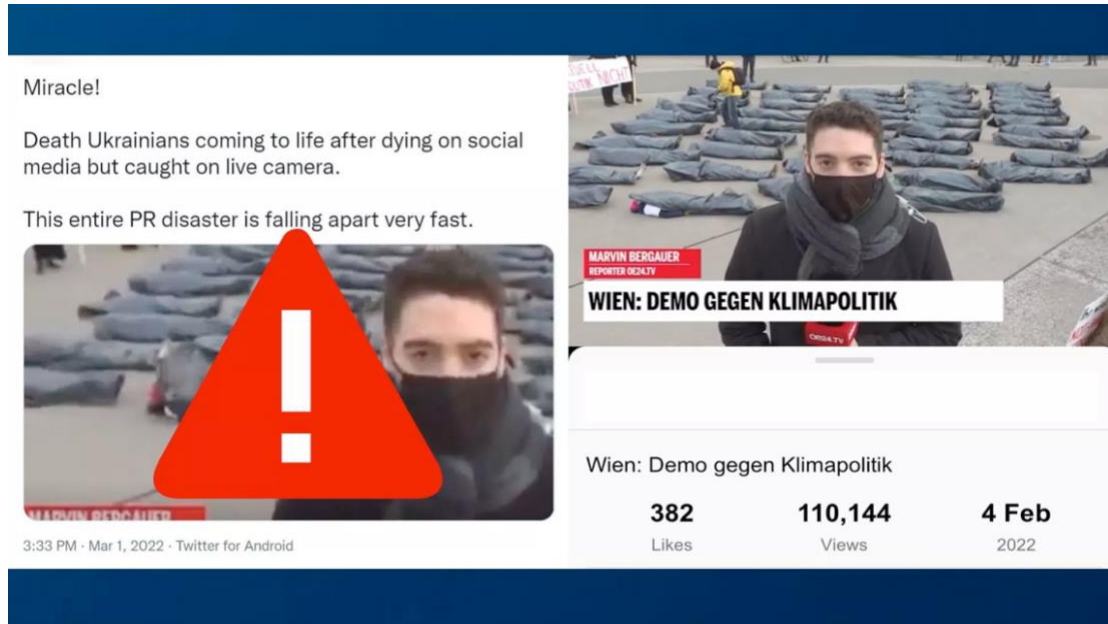 Miracle!
Death Ukrainians coming to life after dying on social
media but caught on live camera.
This entire PR disaster is falling apart very fast.
MARVIN BERGAUER
3:33 PM · Mar 1, 2022 · Twitter for Android
NICHT
MARVIN BERGAUER
REPORTER OE24.TV
WIEN: DEMO GEGEN KLIMAPOLITIK
OE24.TV
Wien: Demo gegen Klimapolitik
382 110,144 4 Feb
Likes Views 2022